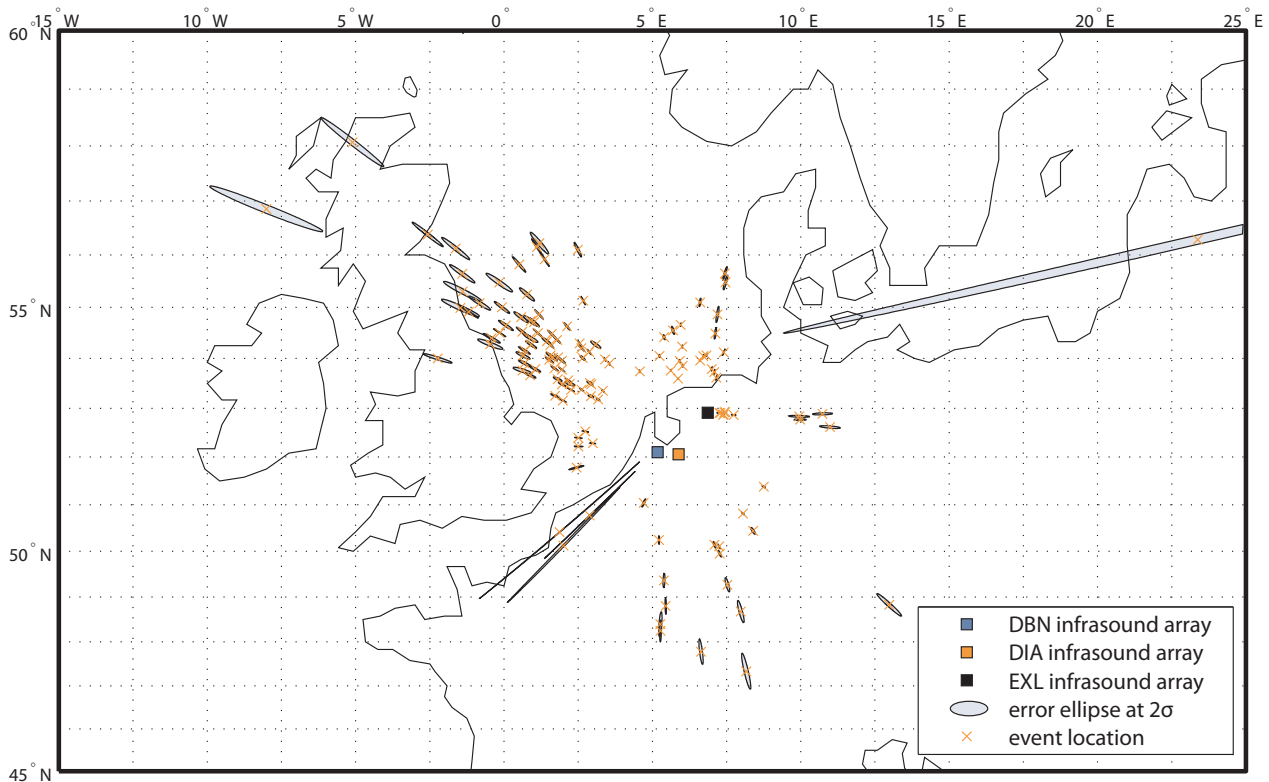 15° W 10° W 5° W 0° E 5° E 10° E 15° E 20° E 25° E
60° N
55° N
50° N
45° N
DBN infrasound array
DIA infrasound array
EXL infrasound array
error ellipse at 2σ
event location